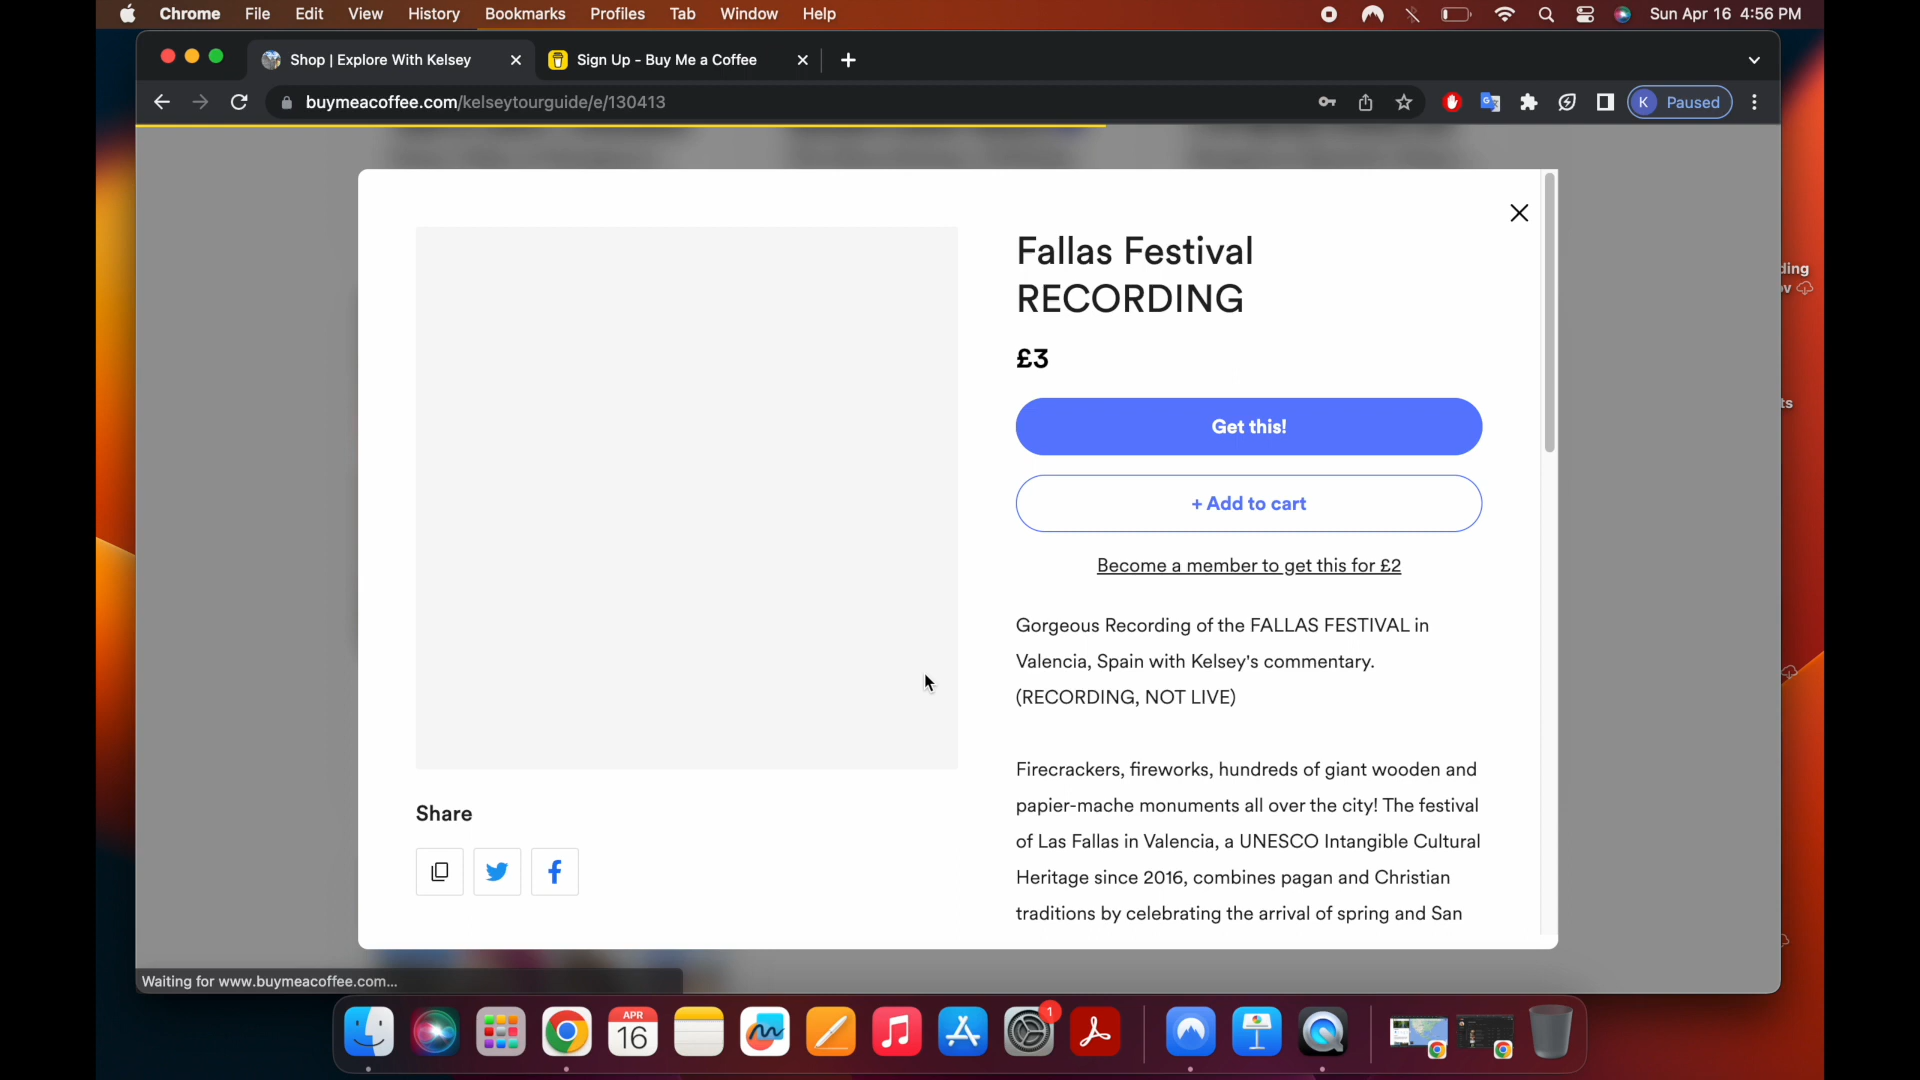 Chrome File Edit View History Bookmarks Profiles Tab Window Help Sun Apr 16 4:56 PM
Shop | Explore With Kelsey Sign Up - Buy Me a Coffee
buymeacoffee.com/kelseytourguide/e/130413 K Paused
Fallas Festival
RECORDING
£3
Get this!
+ Add to cart
Become a member to get this for £2
Gorgeous Recording of the FALLAS FESTIVAL in
Valencia, Spain with Kelsey's commentary.
(RECORDING, NOT LIVE)
Firecrackers, fireworks, hundreds of giant wooden and
papier-mache monuments all over the city! The festival
of Las Fallas in Valencia, a UNESCO Intangible Cultural
Heritage since 2016, combines pagan and Christian
traditions by celebrating the arrival of spring and San
Share
Waiting for www.buymeacoffee.com...
APR
16
1